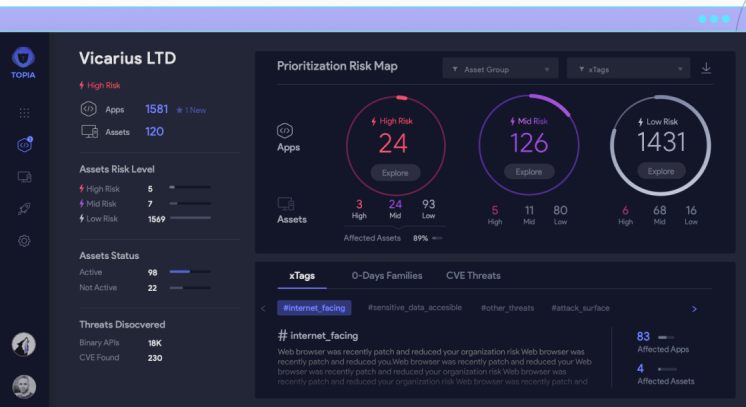 TOPIA
Vicarius LTD
High Risk
Apps 1581 1 New
Assets 120
Assets Risk Level
High Risk 5
Mid Risk 7
Low Risk 1569
Assets Status
Active 98
Not Active 22
Threats Disocvered
Binary APIs 18K
CVE Found 230
Prioritization Risk Map
Asset Group
xTags
Apps
High Risk
24
Explore
Mid Risk
126
Explore
Low Risk
1431
Explore
Assets
3 24 93
High Mid Low
Affected Assets 89%
5 11 80
High Mid Low
6 68 16
High Mid Low
xTags 0-Days Families CVE Threats
#internet_facing #sensitive_data_accesible #other_threats #attack_surface
# internet_facing
Web browser was recently patch and reduced your organization risk Web browser was
recently patch and reduced you.Web browser was recently patch and reduced your Web
browser was recently patch and reduced your organization risk Web browser was
recently patch and reduced your organization risk Web browser was recently patch and
83
Affected Apps
4
Affected Assets